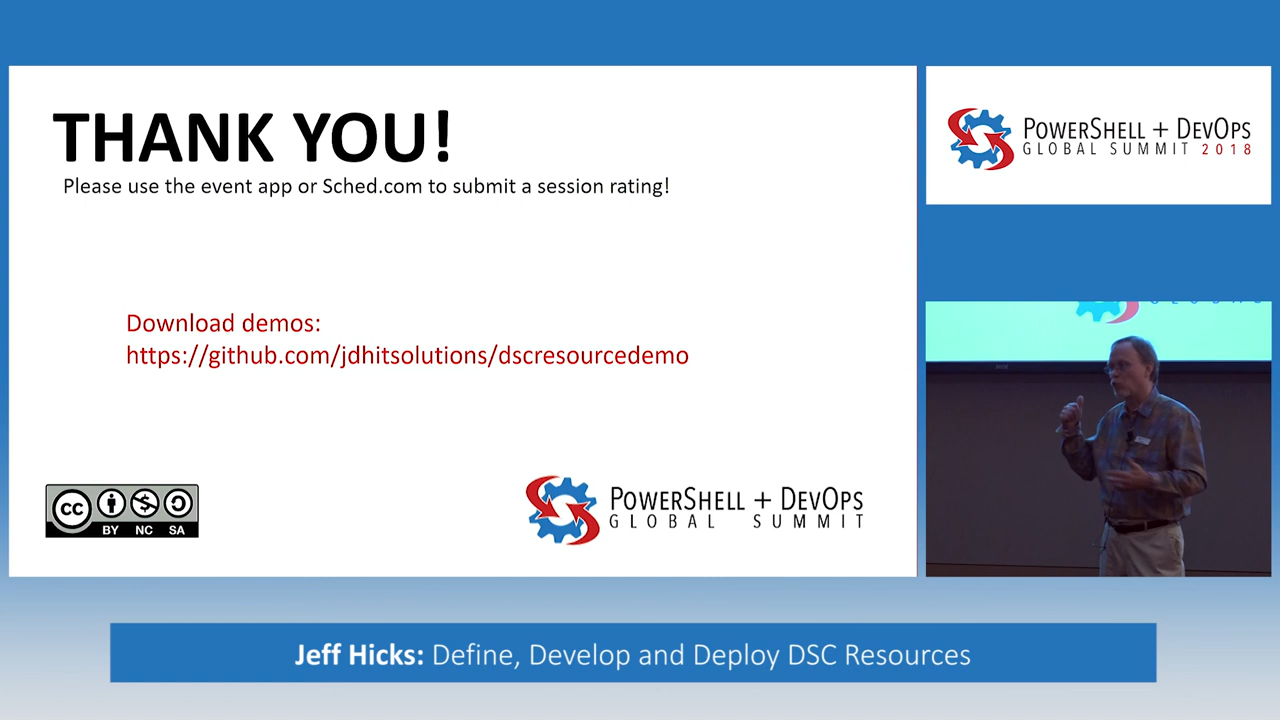 THANK YOU!
Please use the event app or Sched.com to submit a session rating!
Download demos:
https://github.com/jdhitsolutions/dscresourcedemo
CC
BY NC SA
POWERSHELL + DEVOPS
GLOBAL SUMMIT
POWERSHELL + DEVOPS
GLOBAL SUMMIT 2018
Jeff Hicks: Define, Develop and Deploy DSC Resources